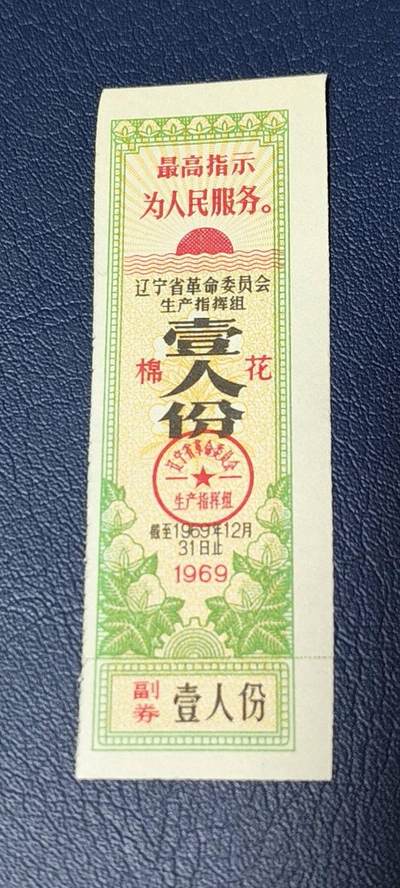 最高指示
为人民服务。
辽宁省革命委员会
生产指挥组
棉花
壹人份
辽宁省革命委员会
生产指挥组
截至1969年12月
31日止
1969
副券
壹人份